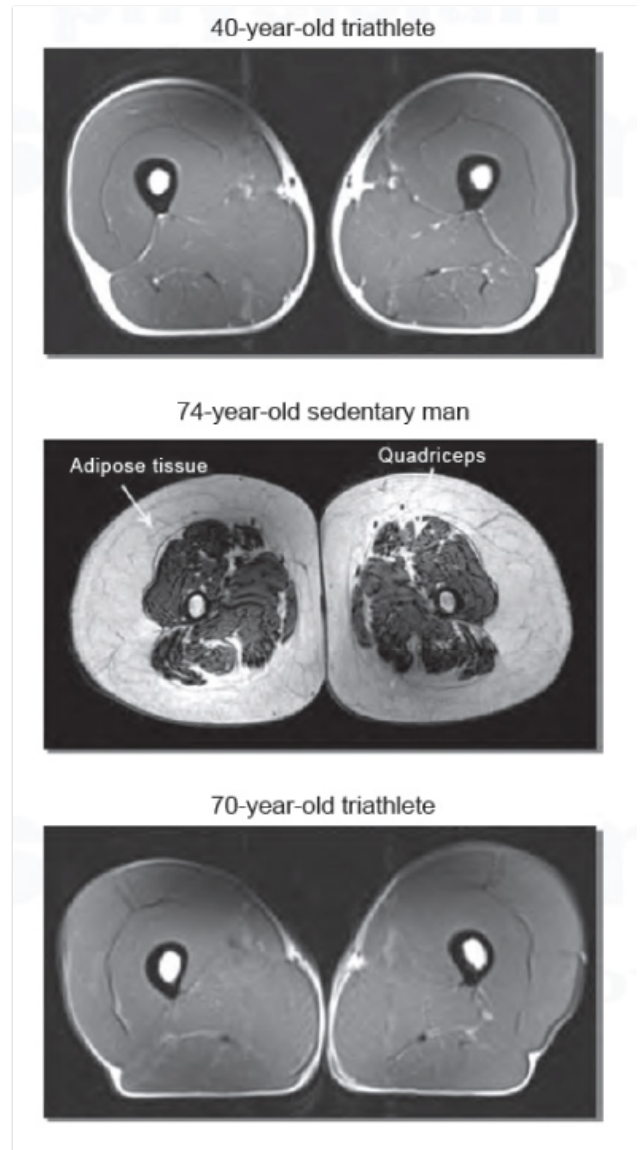 40-year-old triathlete
74-year-old sedentary man
Adipose tissue
Quadriceps
70-year-old triathlete